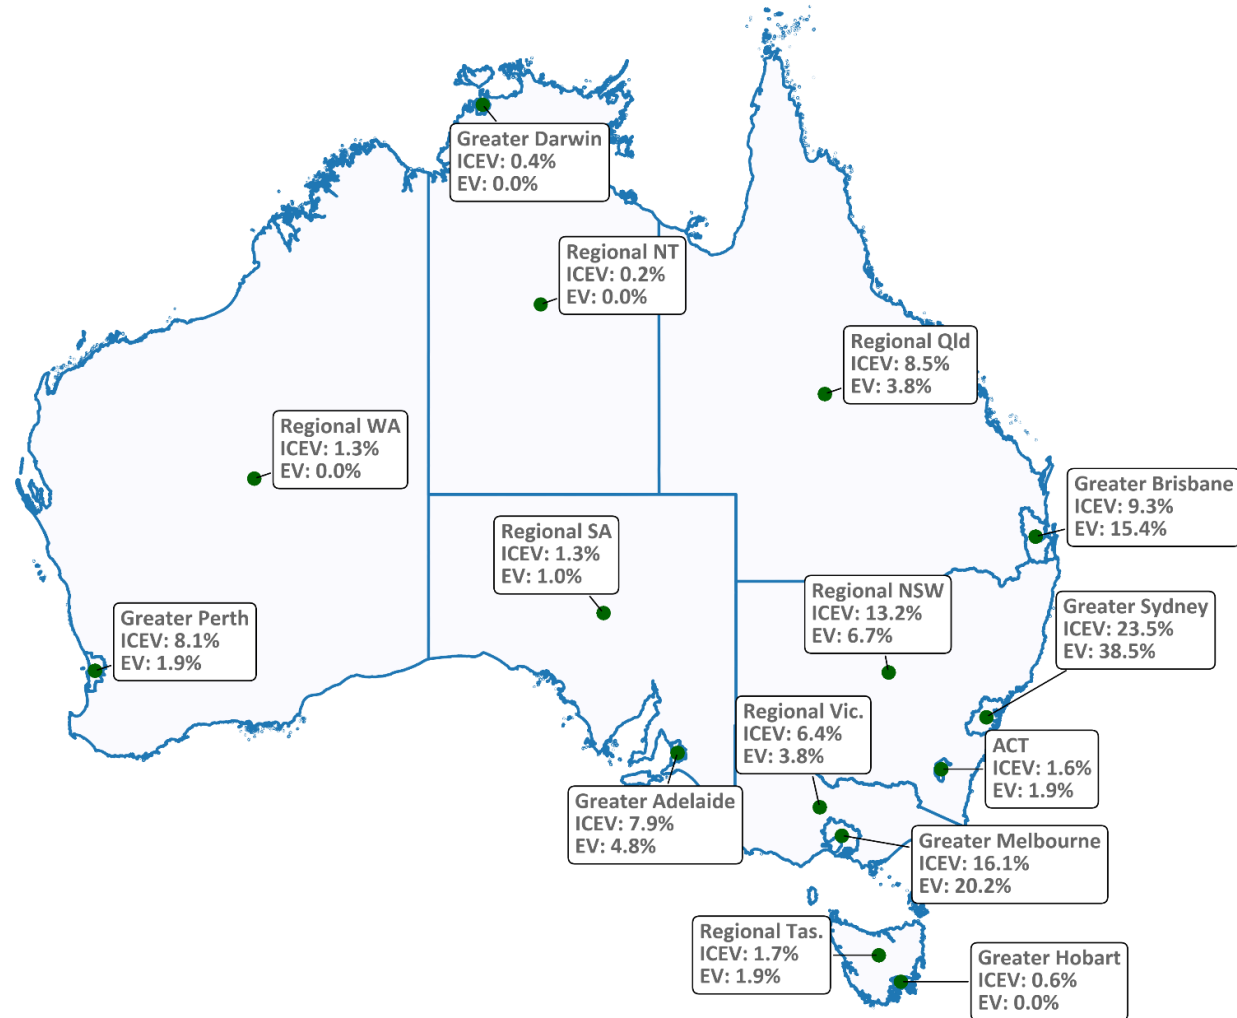 Greater Darwin
ICEV: 0.4%
EV: 0.0%
Regional NT
ICEV: 0.2%
EV: 0.0%
Regional Qld
ICEV: 8.5%
EV: 3.8%
Regional WA
ICEV: 1.3%
EV: 0.0%
Greater Brisbane
ICEV: 9.3%
EV: 15.4%
Regional SA
ICEV: 1.3%
EV: 1.0%
Regional NSW
ICEV: 13.2%
EV: 6.7%
Greater Sydney
ICEV: 23.5%
EV: 38.5%
Greater Perth
ICEV: 8.1%
EV: 1.9%
Regional Vic.
ICEV: 6.4%
EV: 3.8%
ACT
ICEV: 1.6%
EV: 1.9%
Greater Adelaide
ICEV: 7.9%
EV: 4.8%
Greater Melbourne
ICEV: 16.1%
EV: 20.2%
Regional Tas.
ICEV: 1.7%
EV: 1.9%
Greater Hobart
ICEV: 0.6%
EV: 0.0%